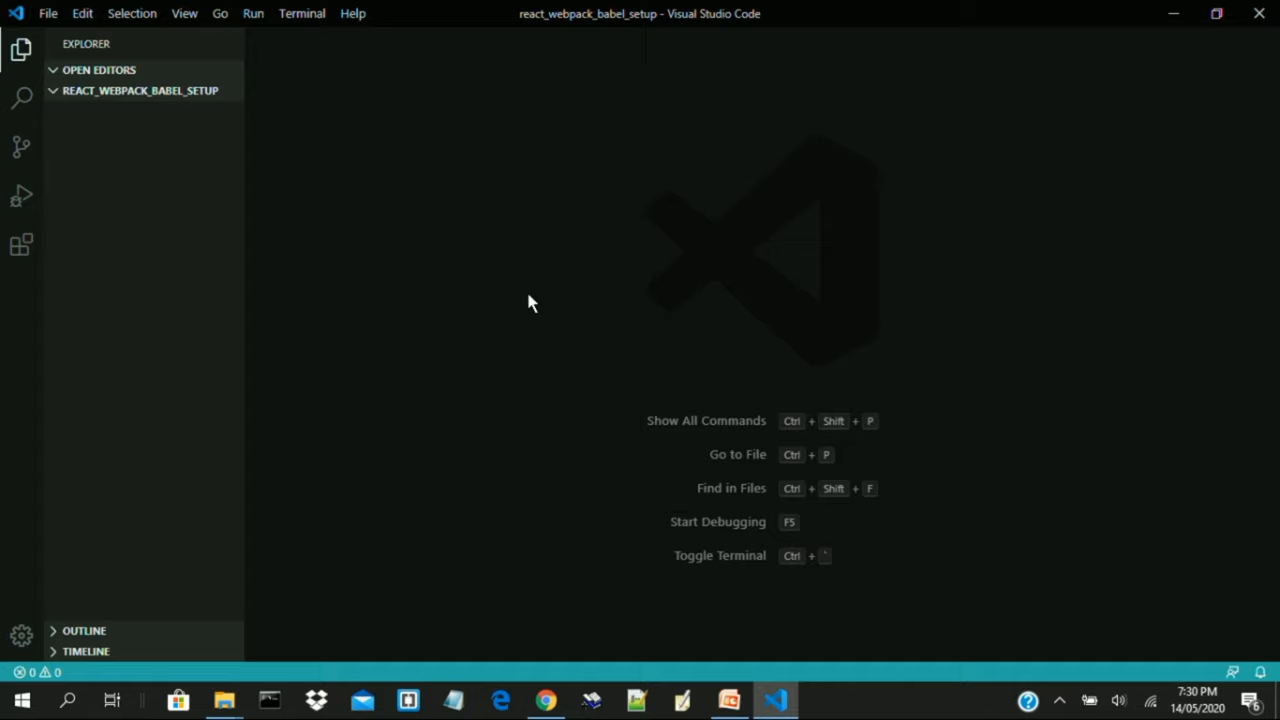 File Edit Selection View Go Run Terminal Help
react_webpack_babel_setup - Visual Studio Code
EXPLORER
OPEN EDITORS
REACT_WEBPACK_BABEL_SETUP
Show All Commands Ctrl + Shift + P
Go to File Ctrl + P
Find in Files Ctrl + Shift + F
Start Debugging F5
Toggle Terminal Ctrl + `
OUTLINE
TIMELINE
0 0
7:30 PM
14/05/2020
6